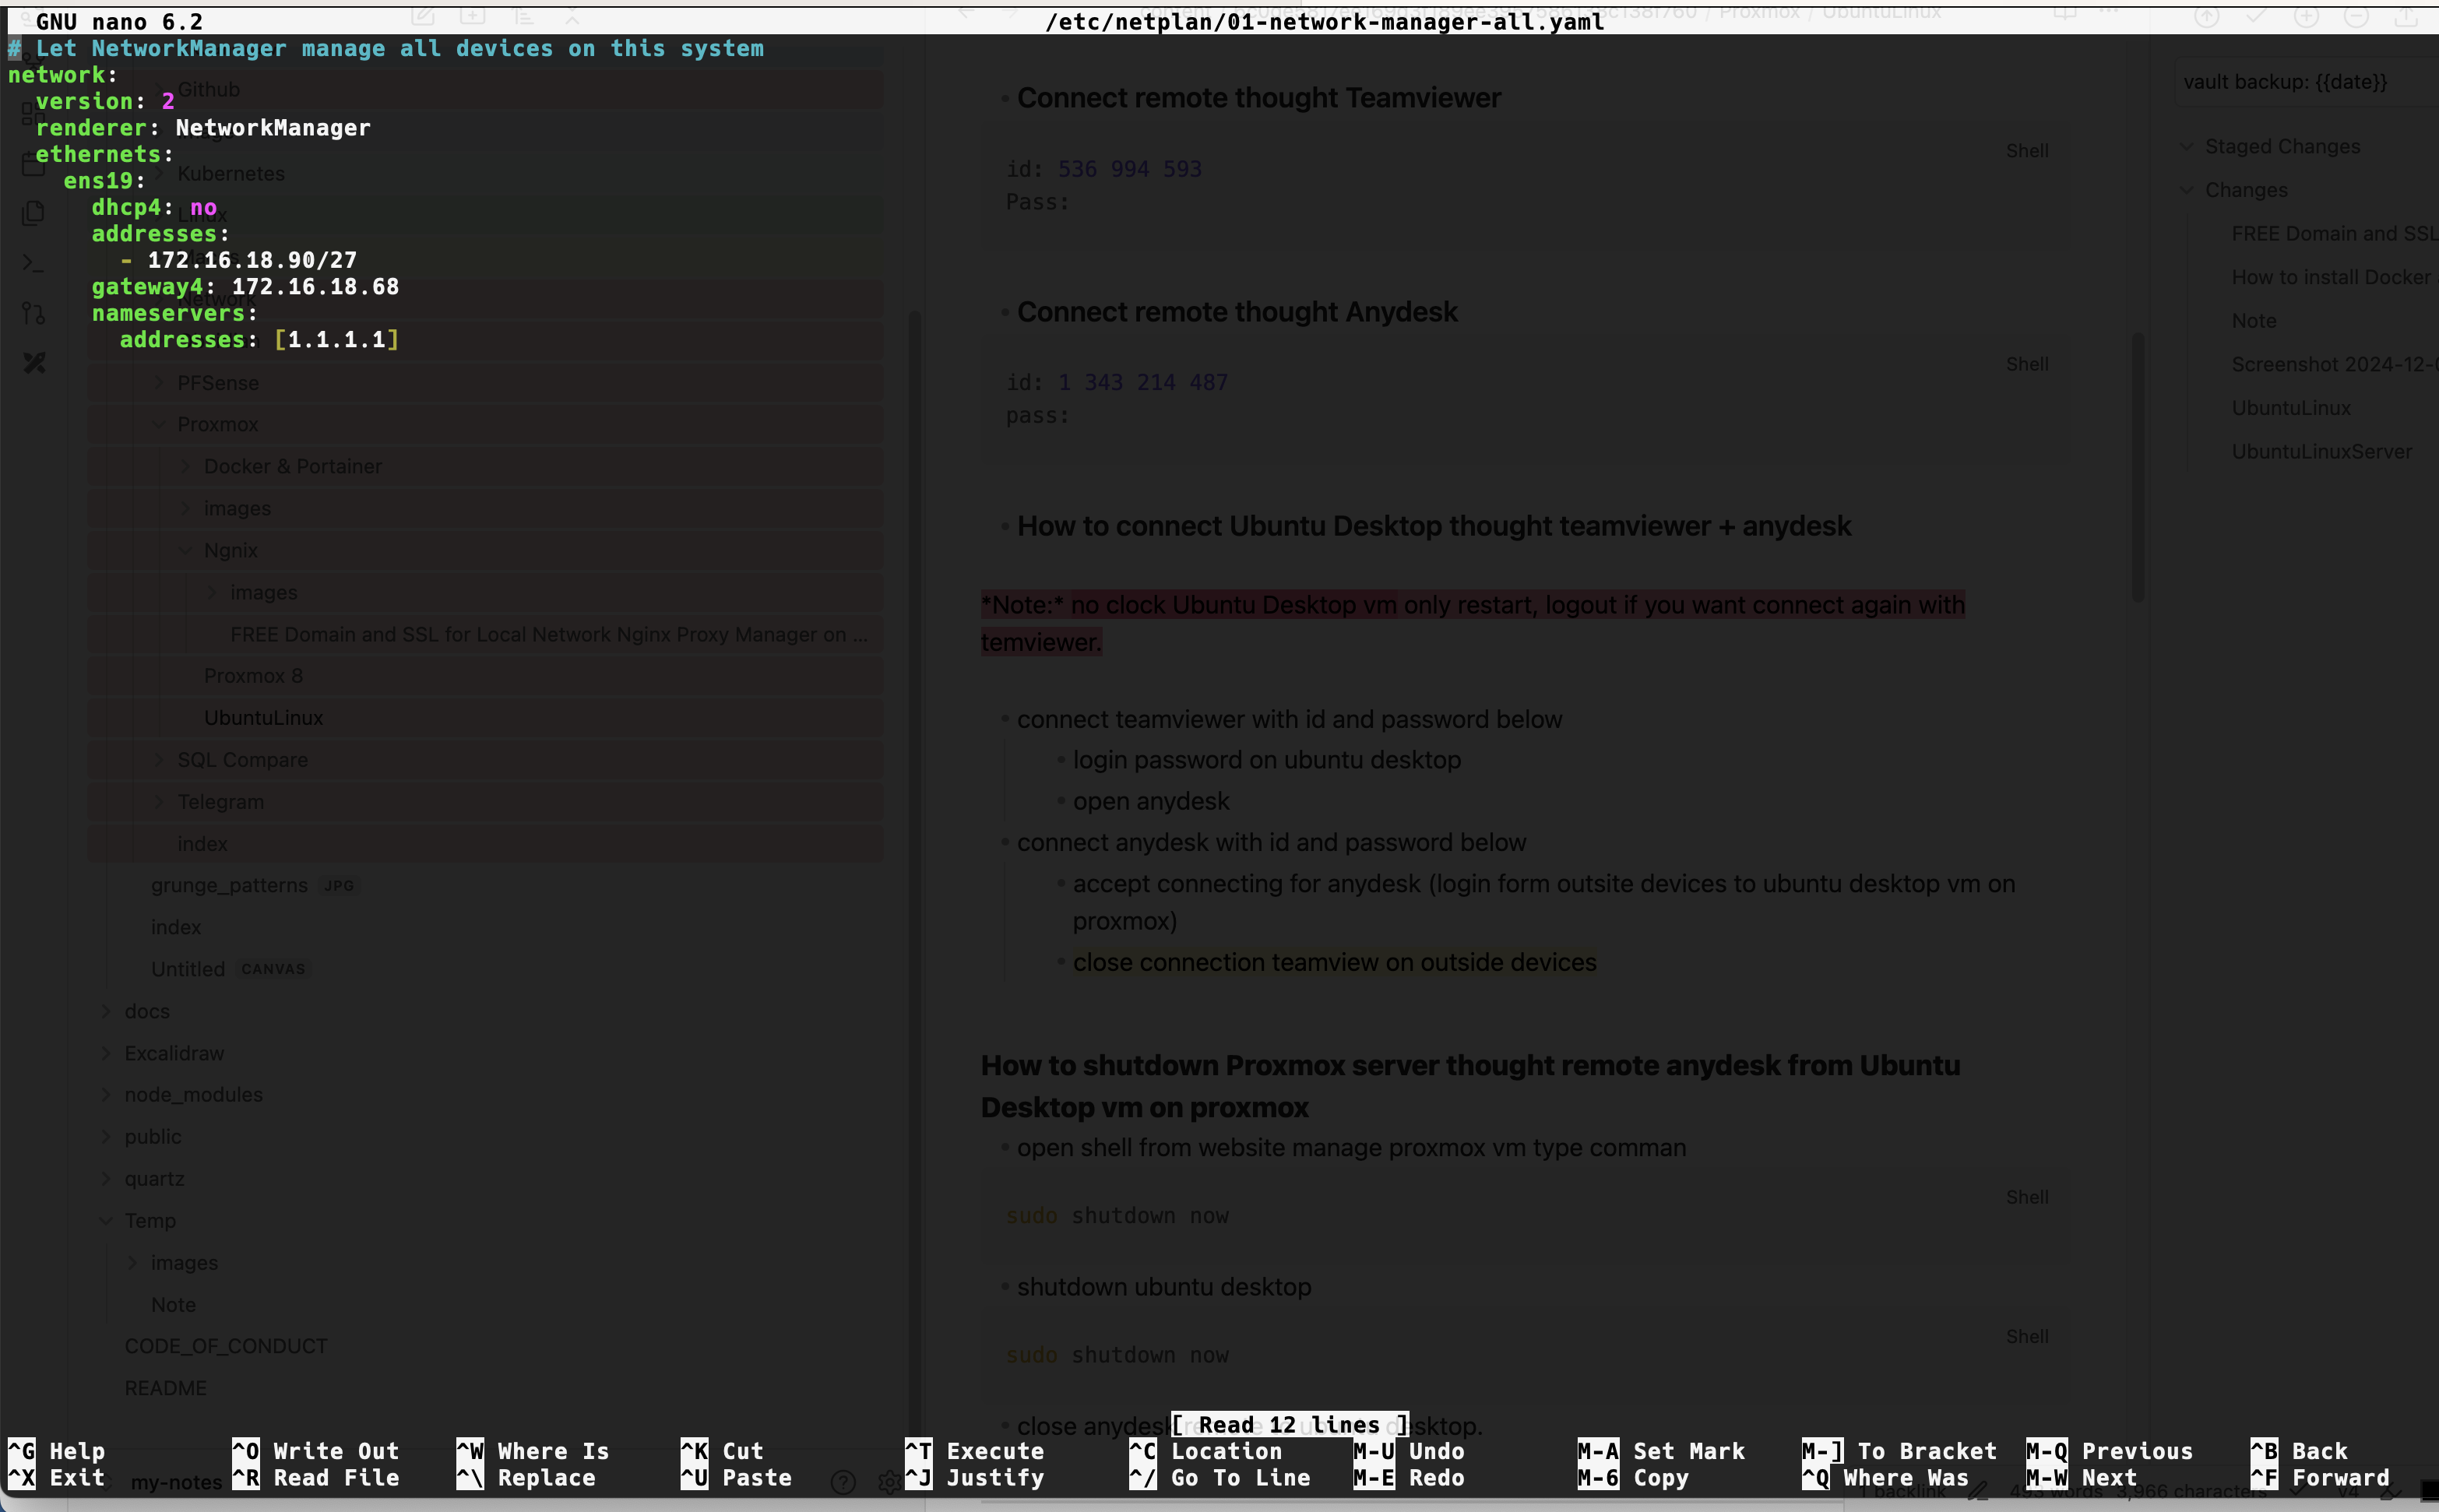 GNU nano 6.2 /etc/netplan/01-network-manager-all.yaml
# Let NetworkManager manage all devices on this system
network:
  version: 2
  renderer: NetworkManager
  ethernets:
    ens19:
      dhcp4: no
      addresses:
        - 172.16.18.90/27
      gateway4: 172.16.18.68
      nameservers:
        addresses: [1.1.1.1]
Github
Kubernetes
Linux
Network
PFSense
Proxmox
Docker & Portainer
images
Ngnix
images
FREE Domain and SSL for Local Network Nginx Proxy Manager on ...
Proxmox 8
UbuntuLinux
SQL Compare
Telegram
index
grunge_patterns JPG
index
Untitled CANVAS
docs
Excalidraw
node_modules
public
quartz
Temp
images
Note
CODE_OF_CONDUCT
README
my-notes
/ Proxmox / UbuntuLinux
Connect remote thought Teamviewer
Shell
id: 536 994 593
Pass:
Connect remote thought Anydesk
Shell
id: 1 343 214 487
pass:
How to connect Ubuntu Desktop thought teamviewer + anydesk
*Note:* no clock Ubuntu Desktop vm only restart, logout if you want connect again with
temviewer.
connect teamviewer with id and password below
login password on ubuntu desktop
open anydesk
connect anydesk with id and password below
accept connecting for anydesk (login form outsite devices to ubuntu desktop vm on
proxmox)
close connection teamview on outside devices
How to shutdown Proxmox server thought remote anydesk from Ubuntu
Desktop vm on proxmox
open shell from website manage proxmox vm type comman
Shell
sudo shutdown now
shutdown ubuntu desktop
Shell
sudo shutdown now
close anydesk desktop.
vault backup: {{date}}
Staged Changes
Changes
FREE Domain and SSL
How to install Docker
Note
Screenshot 2024-12-
UbuntuLinux
UbuntuLinuxServer
[ Read 12 lines ]
^G Help ^O Write Out ^W Where Is ^K Cut ^T Execute ^C Location M-U Undo M-A Set Mark M-] To Bracket M-Q Previous ^B Back
^X Exit ^R Read File ^\ Replace ^U Paste ^J Justify ^/ Go To Line M-E Redo M-6 Copy ^Q Where Was M-W Next ^F Forward
1 backlink 493 words 3,966 characters v4